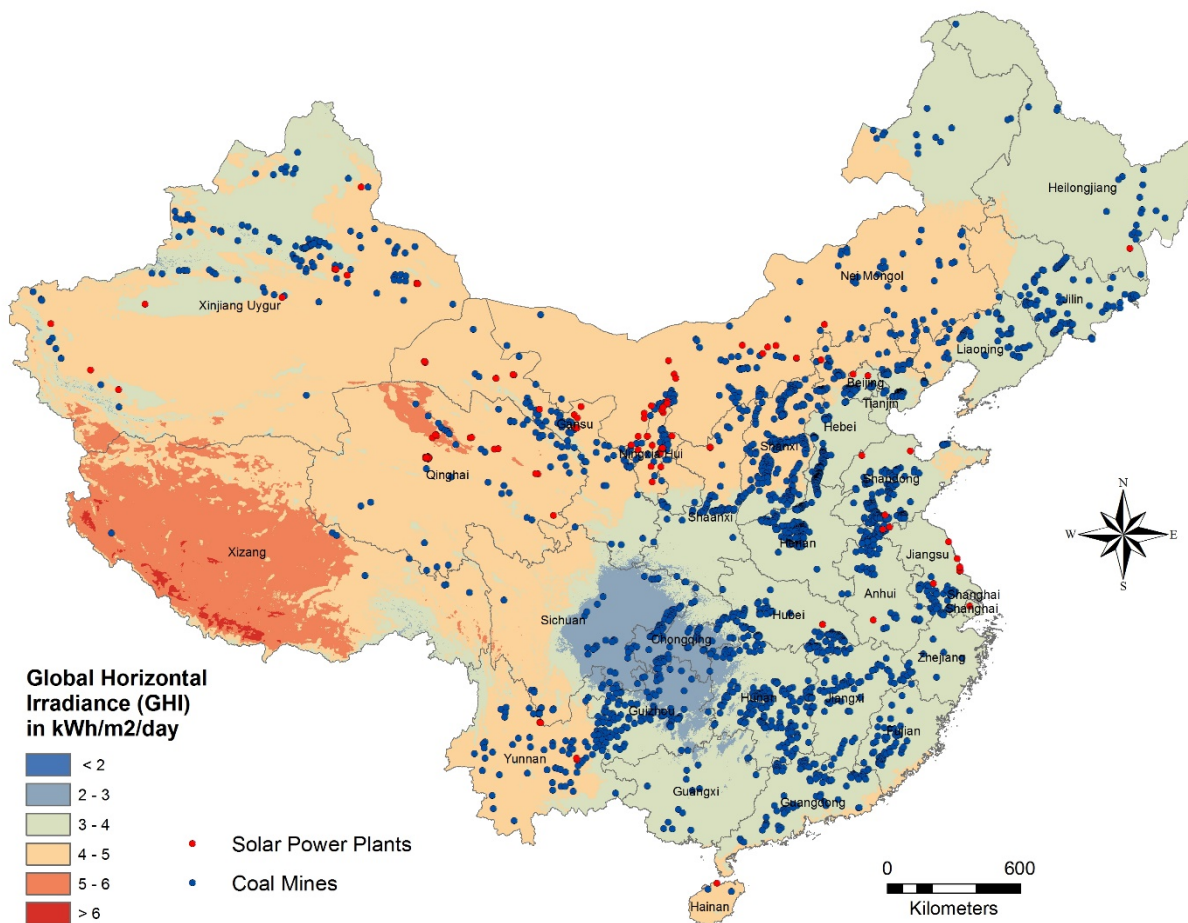 Heilongjiang
Nei Mongol
Jilin
Xinjiang Uygur
Liaoning
Beijing
Tianjin
Hebei
Gansu
Ningxia Hui
Shanxi
Qinghai
Shandong
Shaanxi
Henan
Xizang
Jiangsu
Anhui
Shanghai
Shanghai
Sichuan
Hubei
Chongqing
Zhejiang
Hunan
Jiangxi
Guizhou
Fujian
Yunnan
Guangxi
Guangdong
Hainan
N
W
E
S
Global Horizontal
Irradiance (GHI)
in kWh/m2/day
< 2
2 - 3
3 - 4
4 - 5
5 - 6
> 6
Solar Power Plants
Coal Mines
0 600
Kilometers